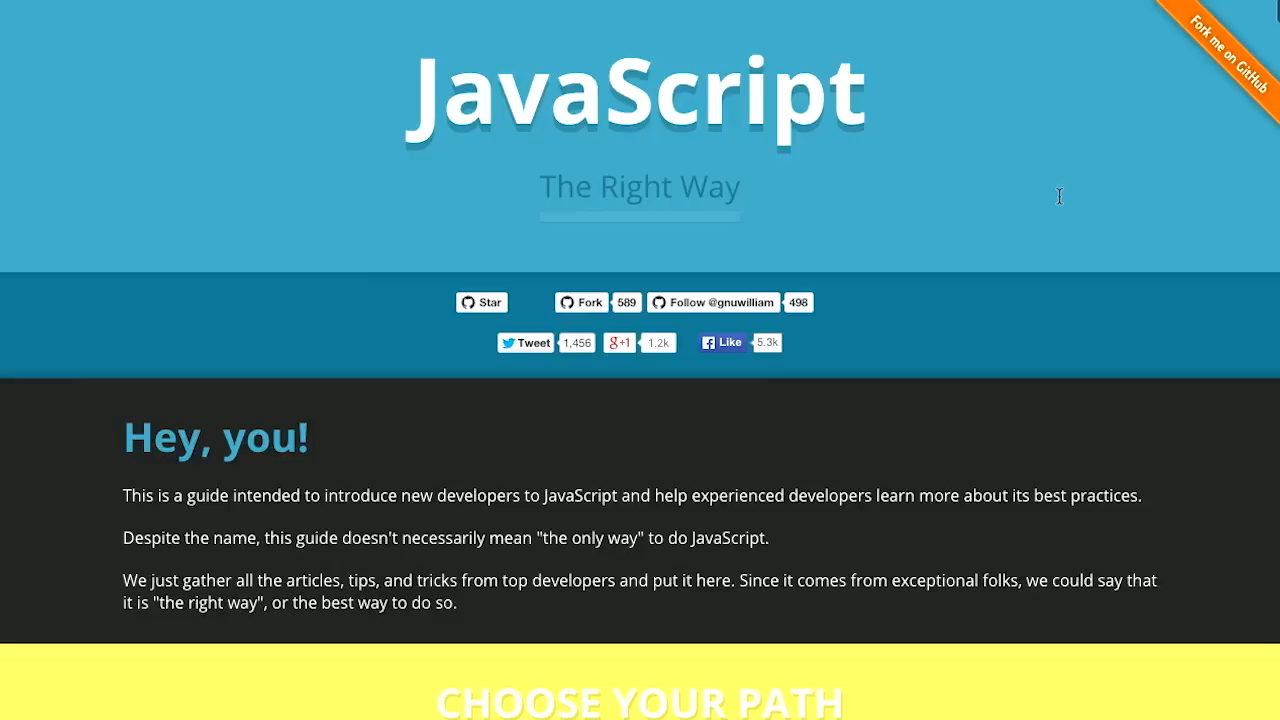 Fork me on GitHub
JavaScript
The Right Way
Star Fork 589 Follow @gnuwilliam 498
Tweet 1,456 g+1 1.2k Like 5.3k
Hey, you!
This is a guide intended to introduce new developers to JavaScript and help experienced developers learn more about its best practices.
Despite the name, this guide doesn't necessarily mean "the only way" to do JavaScript.
We just gather all the articles, tips, and tricks from top developers and put it here. Since it comes from exceptional folks, we could say that
it is "the right way", or the best way to do so.
CHOOSE YOUR PATH